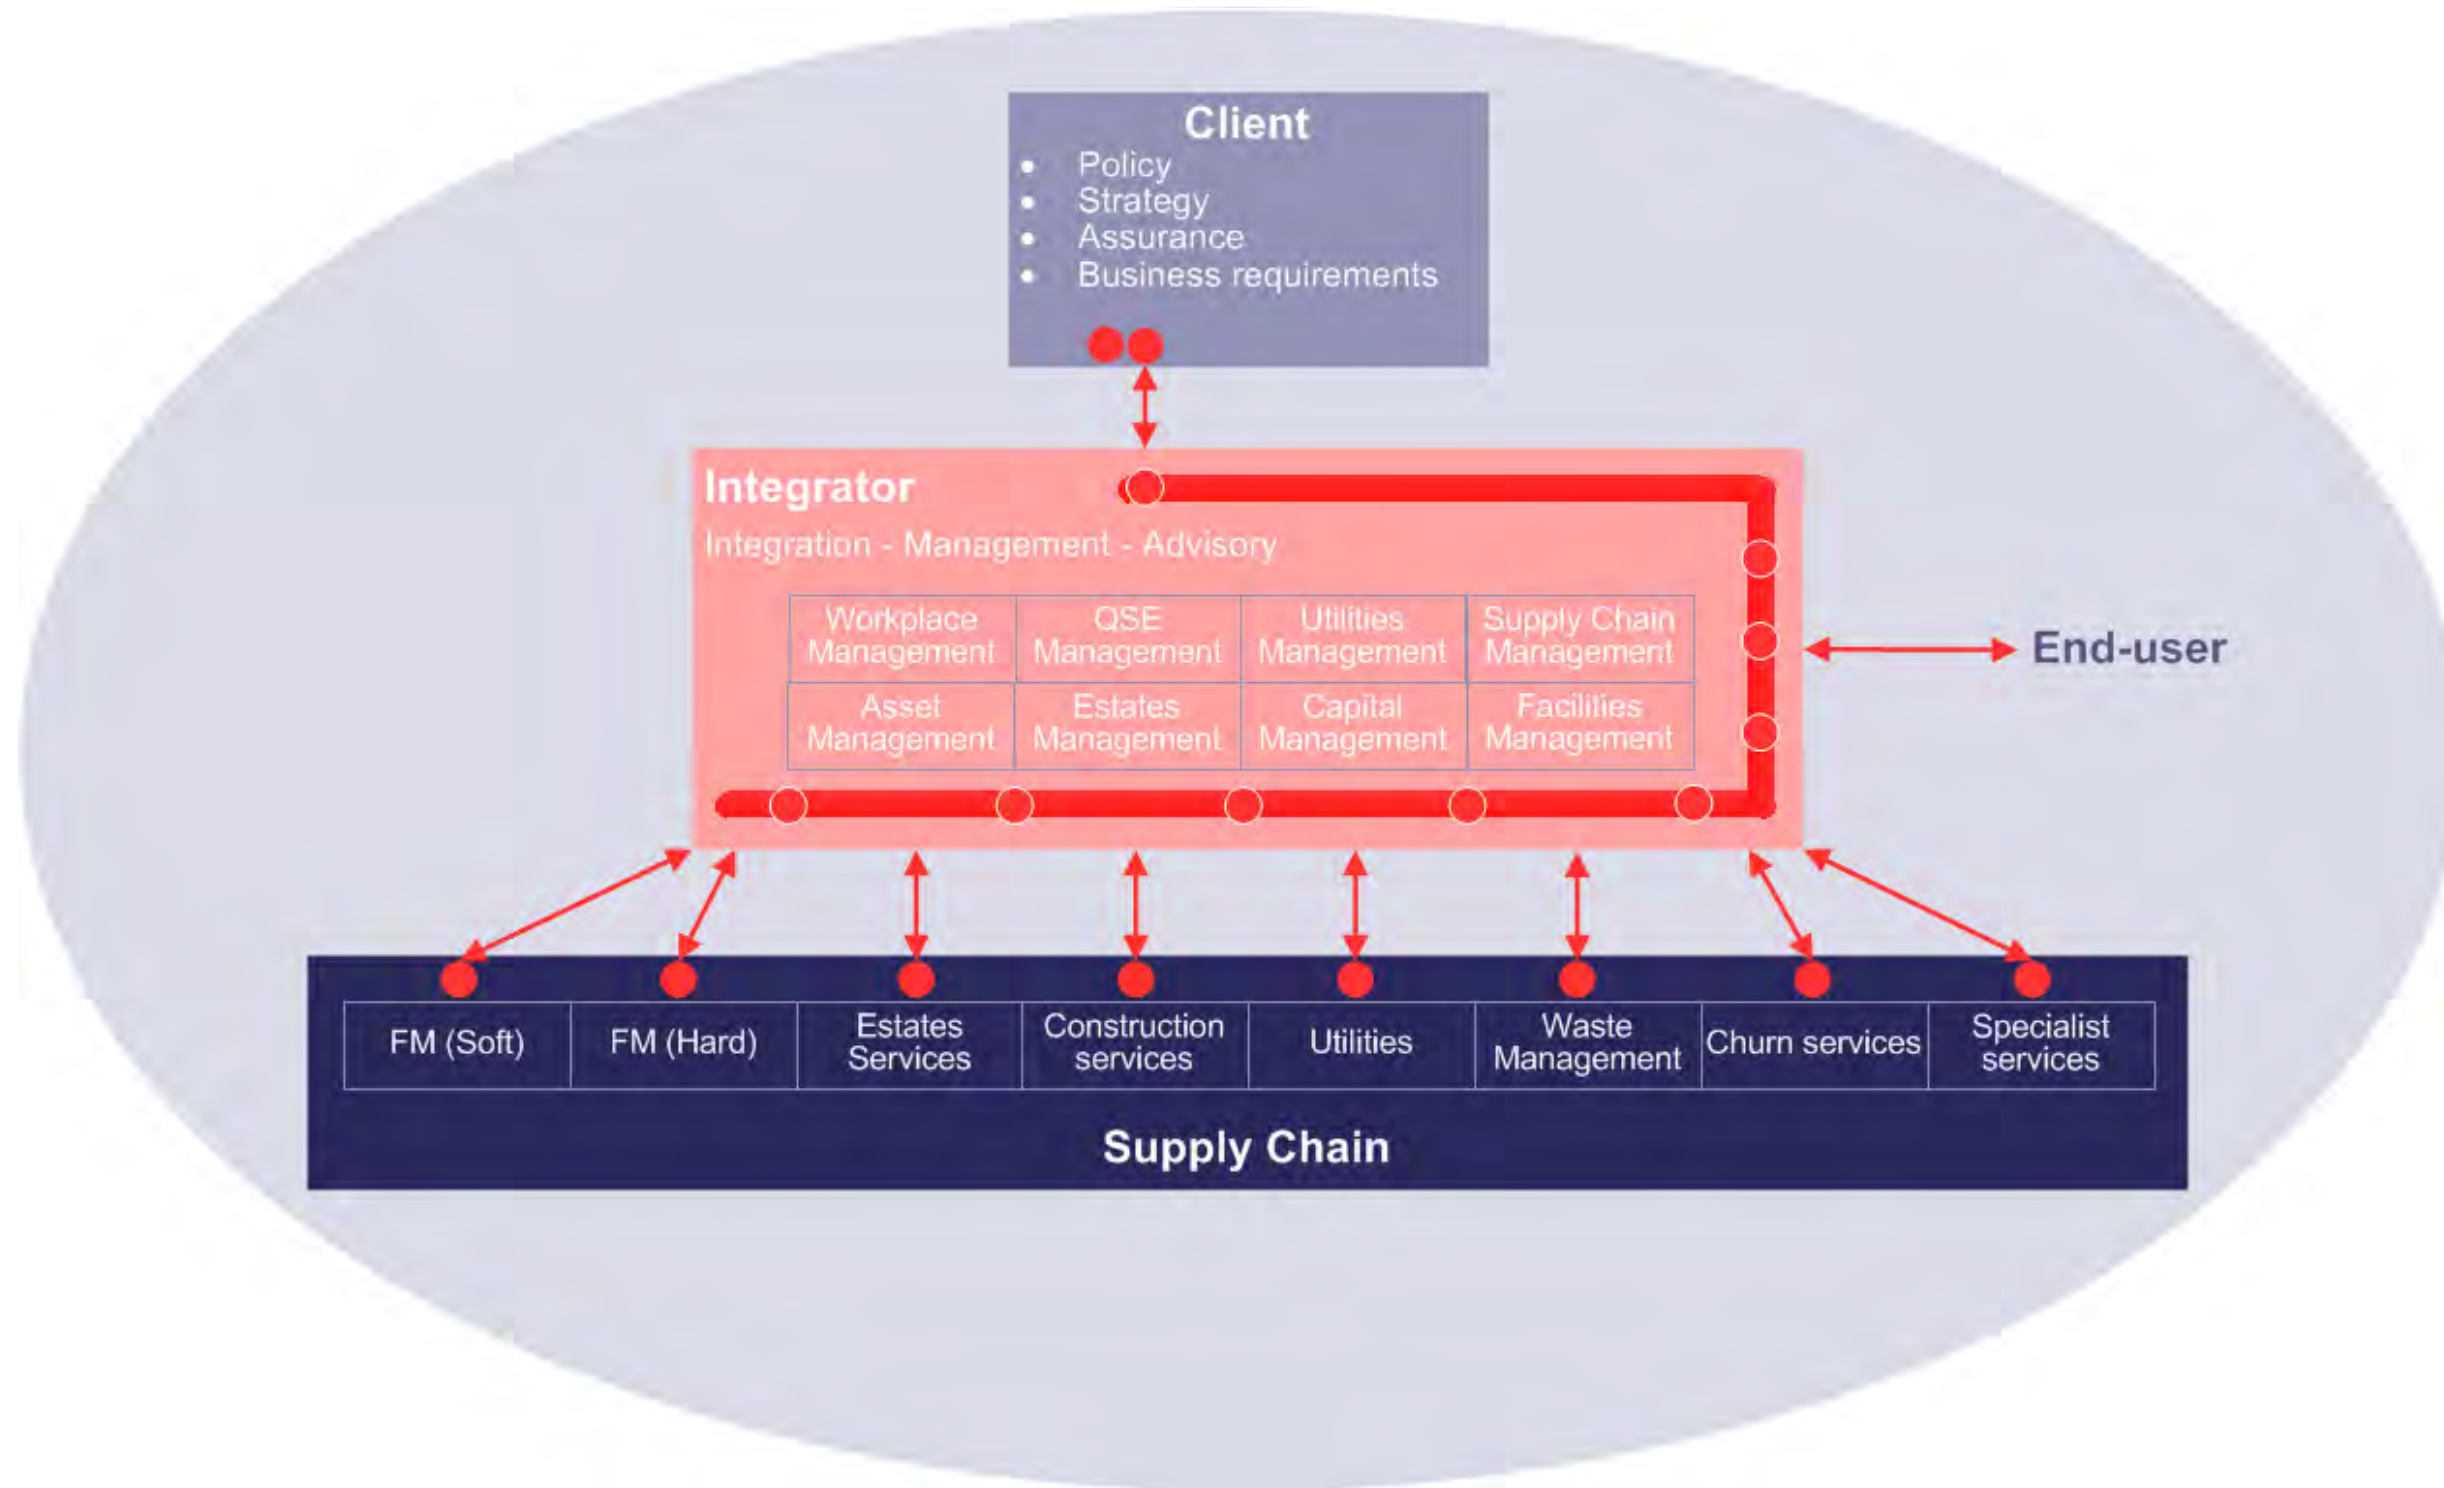 Client
• Policy
• Strategy
• Assurance
• Business requirements
Integrator
Integration - Management - Advisory
Workplace
Management
QSE
Management
Utilities
Management
Supply Chain
Management
Asset
Management
Estates
Management
Capital
Management
Facilities
Management
End-user
FM (Soft)
FM (Hard)
Estates
Services
Construction
services
Utilities
Waste
Management
Churn services
Specialist
services
Supply Chain